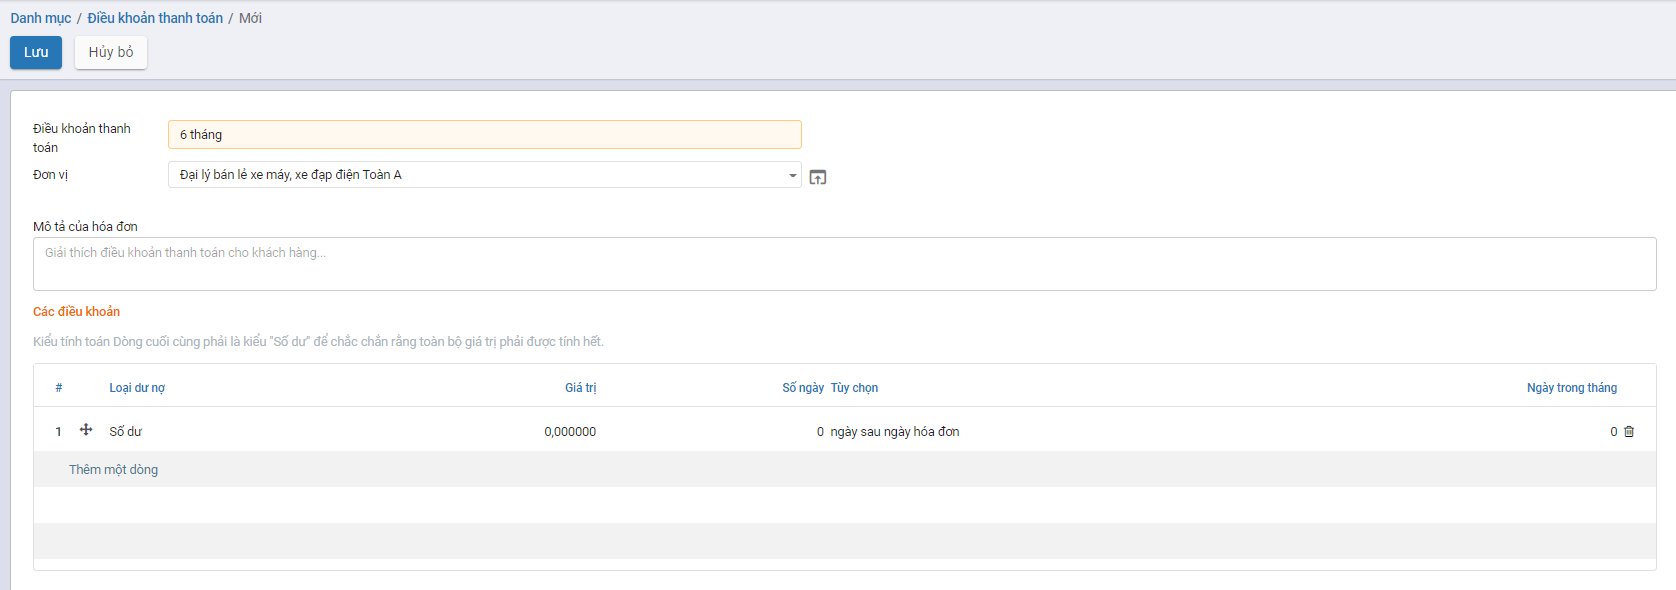 Danh mục / Điều khoản thanh toán / Mới
Lưu Hủy bỏ
Điều khoản thanh toán
6 tháng
Đơn vị
Đại lý bán lẻ xe máy, xe đạp điện Toàn A
Mô tả của hóa đơn
Giải thích điều khoản thanh toán cho khách hàng...
Các điều khoản
Kiểu tính toán Dòng cuối cùng phải là kiểu "Số dư" để chắc chắn rằng toàn bộ giá trị phải được tính hết.
# Loại dư nợ Giá trị Số ngày Tùy chọn Ngày trong tháng
1 Số dư 0,000000 0 ngày sau ngày hóa đơn 0
Thêm một dòng